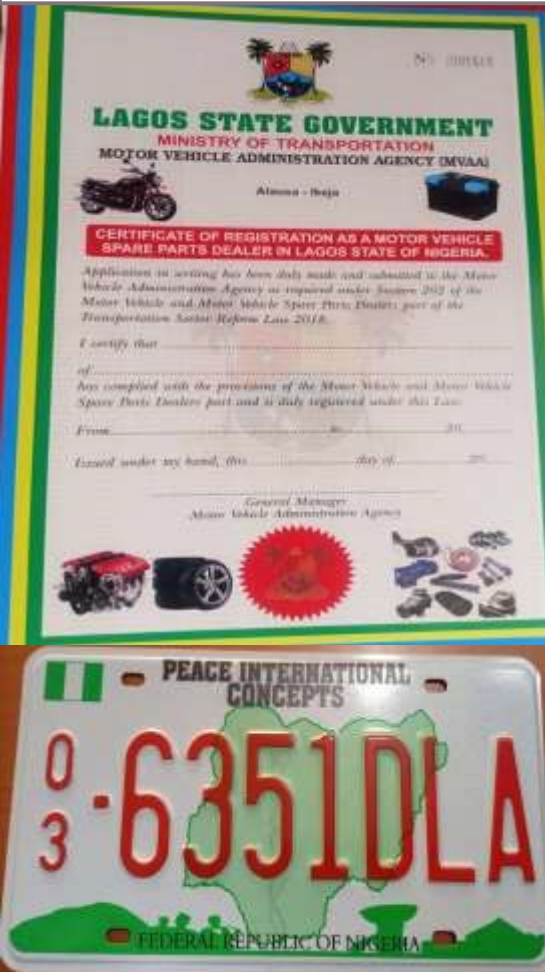 No
LAGOS STATE GOVERNMENT
MINISTRY OF TRANSPORTATION
MOTOR VEHICLE ADMINISTRATION AGENCY (MVAA)
Alausa - Ikeja
CERTIFICATE OF REGISTRATION AS A MOTOR VEHICLE
SPARE PARTS DEALER IN LAGOS STATE OF NIGERIA.
Application in writing has been duly made and submitted to the Motor
Vehicle Administration Agency as required under Section 202 of the
Motor Vehicle and Motor Vehicle Spare Parts Dealers part of the
Transportation Sector Reform Law 2018.
I certify that
of
has complied with the provisions of the Motor Vehicle and Motor Vehicle
Spare Parts Dealers part and is duly registered under this Law.
From to 20
Issued under my hand, this day of 20
General Manager
Motor Vehicle Administration Agency
PEACE INTERNATIONAL
CONCEPTS
03-6351DLA
FEDERAL REPUBLIC OF NIGERIA